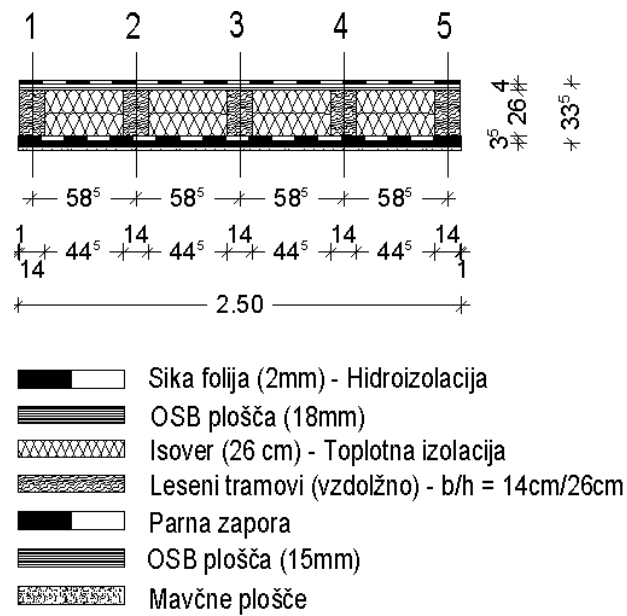 1 2 3 4 5
4
26
3⁵
33⁵
58⁵ 58⁵ 58⁵ 58⁵
1 14 14 14 14
44⁵ 44⁵ 44⁵ 44⁵
14 1
2.50
Sika folija (2mm) - Hidroizolacija
OSB plošča (18mm)
Isover (26 cm) - Toplotna izolacija
Leseni tramovi (vzdolžno) - b/h = 14cm/26cm
Parna zapora
OSB plošča (15mm)
Mavčne plošče